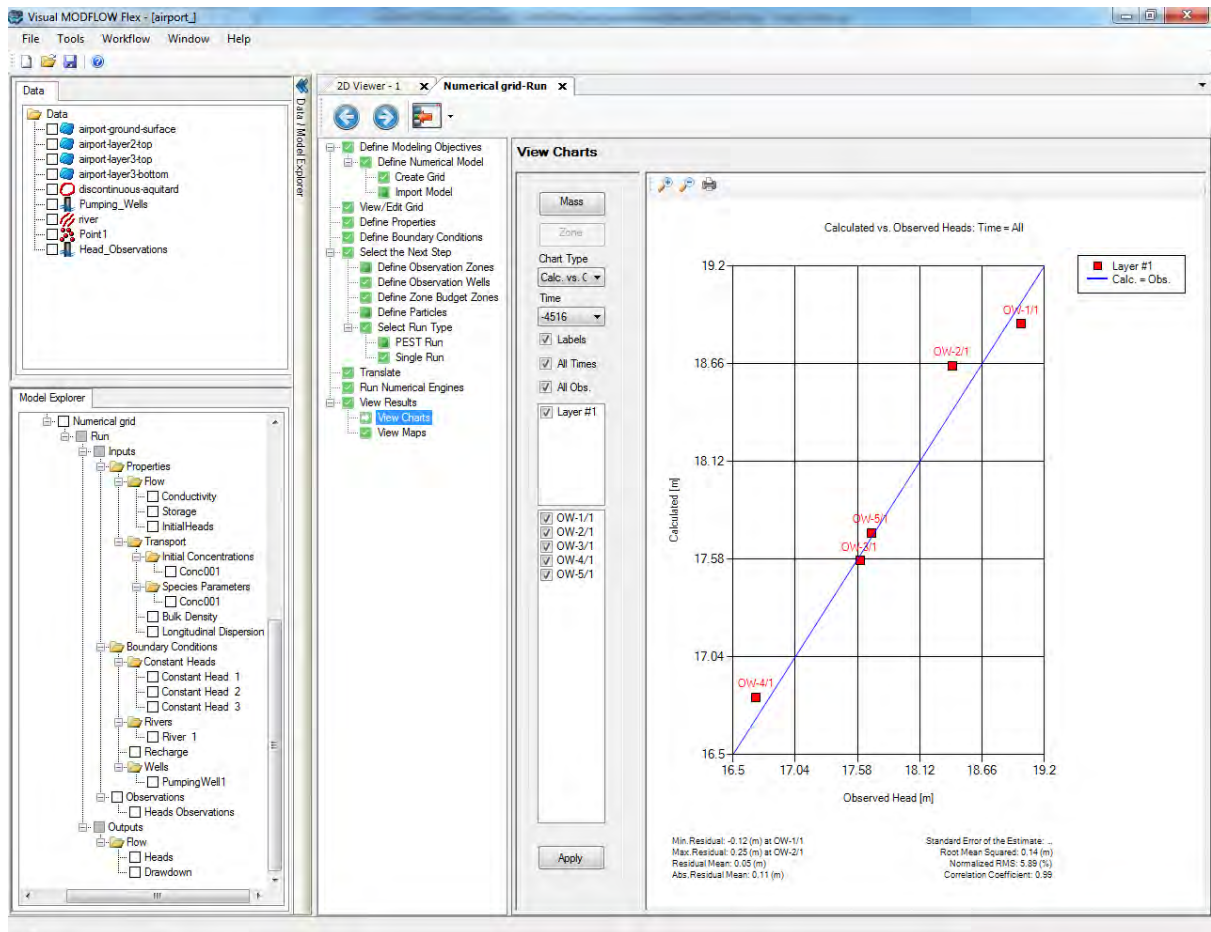 Visual MODFLOW Flex - [airport_]
File Tools Workflow Window Help
Data
Data
airport-ground-surface
airport-layer2-top
airport-layer3-top
airport-layer3-bottom
discontinuous-aquitard
Pumping_Wells
river
Point1
Head_Observations
Data / Model Explorer
Model Explorer
Numerical grid
Run
Inputs
Properties
Flow
Conductivity
Storage
InitialHeads
Transport
Initial Concentrations
Conc001
Species Parameters
Conc001
Bulk Density
Longitudinal Dispersion
Boundary Conditions
Constant Heads
Constant Head 1
Constant Head 2
Constant Head 3
Rivers
River 1
Recharge
Wells
PumpingWell1
Observations
Heads Observations
Outputs
Flow
Heads
Drawdown
2D Viewer - 1 Numerical grid-Run
Define Modeling Objectives
Define Numerical Model
Create Grid
Import Model
View/Edit Grid
Define Properties
Define Boundary Conditions
Select the Next Step
Define Observation Zones
Define Observation Wells
Define Zone Budget Zones
Define Particles
Select Run Type
PEST Run
Single Run
Translate
Run Numerical Engines
View Results
View Charts
View Maps
View Charts
Mass
Zone
Chart Type
Calc. vs. C
Time
-4516
Labels
All Times
All Obs.
Layer #1
OW-1/1
OW-2/1
OW-3/1
OW-4/1
OW-5/1
Apply
Calculated vs. Observed Heads: Time = All
Layer #1
Calc. = Obs.
Calculated [m]
19.2
18.66
18.12
17.58
17.04
16.5
OW-1/1
OW-2/1
OW-5/1
OW-3/1
OW-4/1
16.5 17.04 17.58 18.12 18.66 19.2
Observed Head [m]
Min. Residual: -0.12 (m) at OW-1/1
Max. Residual: 0.25 (m) at OW-2/1
Residual Mean: 0.05 (m)
Abs. Residual Mean: 0.11 (m)
Standard Error of the Estimate: ..
Root Mean Squared: 0.14 (m)
Normalized RMS: 5.89 (%)
Correlation Coefficient: 0.99